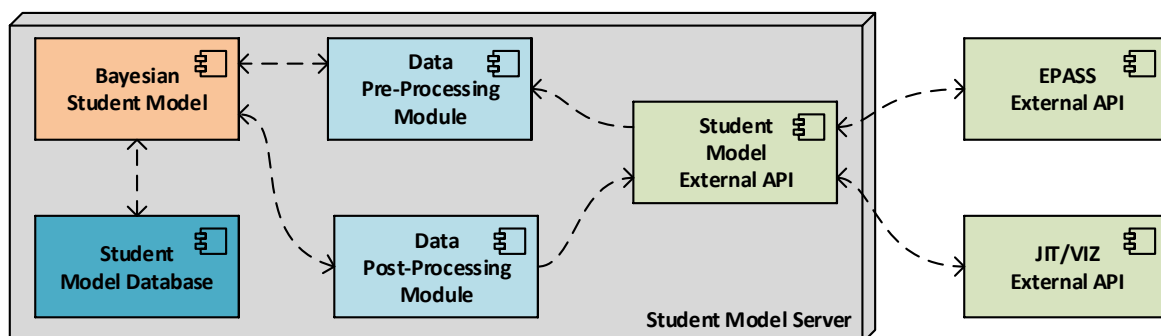 Bayesian
Student Model
Data
Pre-Processing
Module
Student
Model
External API
EPASS
External API
Student
Model Database
Data
Post-Processing
Module
JIT/VIZ
External API
Student Model Server